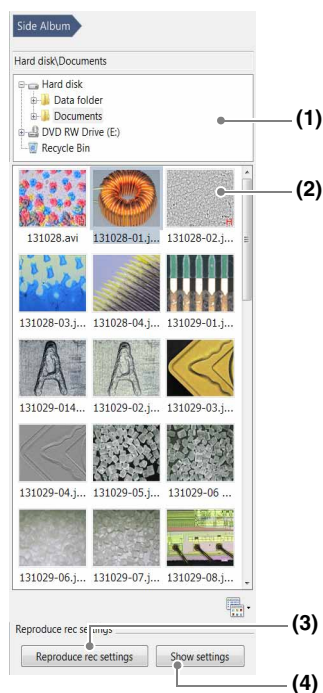 Side Album
Hard disk\Documents
Hard disk
Data folder
Documents
DVD RW Drive (E:)
Recycle Bin
(1)
(2)
H
131028.avi 131028-01.j... 131028-02.j...
131028-03.j... 131028-04.j... 131029-01.j...
131029-014... 131029-02.j... 131029-03.j...
131029-04.j... 131029-05.j... 131029-06 ...
131029-06.j... 131029-07.j... 131029-08.j...
(3)
Reproduce rec settings
Reproduce rec settings Show settings
(4)